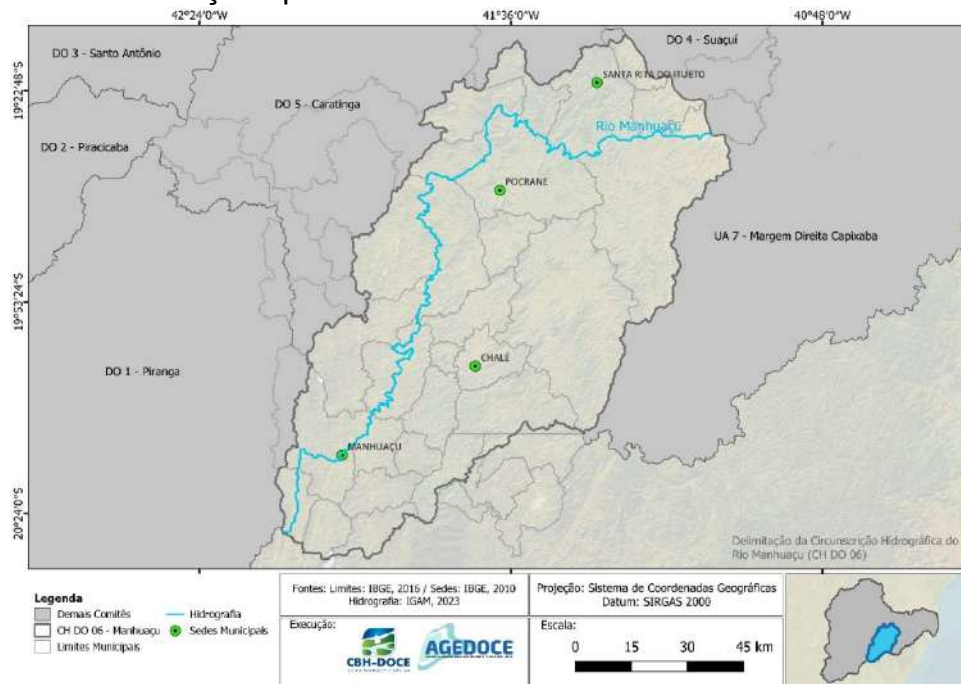 42°24'0"W
41°36'0"W
40°48'0"W
DO 3 - Santo Antônio
DO 4 - Suaçuí
SANTA RITA DO ITUETO
19°22'48"S
DO 5 - Caratinga
Rio Manhuaçu
DO 2 - Piracicaba
POCRANE
UA 7 - Margem Direita Capixaba
19°53'24"S
DO 1 - Piranga
CHALÉ
MANHUAÇU
20°24'0"S
Delimitação da Circunscrição Hidrográfica do
Rio Manhuaçu (CH DO 06)
Legenda
Demais Comitês
Hidrografia
CH DO 06 - Manhuaçu
Sedes Municipais
Limites Municipais
Fontes: Limites: IBGE, 2016 / Sedes: IBGE, 2010
Hidrografia: IGAM, 2023
Execução:
CBH-DOCE
AGEDOCE
Projeção: Sistema de Coordenadas Geográficas
Datum: SIRGAS 2000
Escala:
0 15 30 45 km